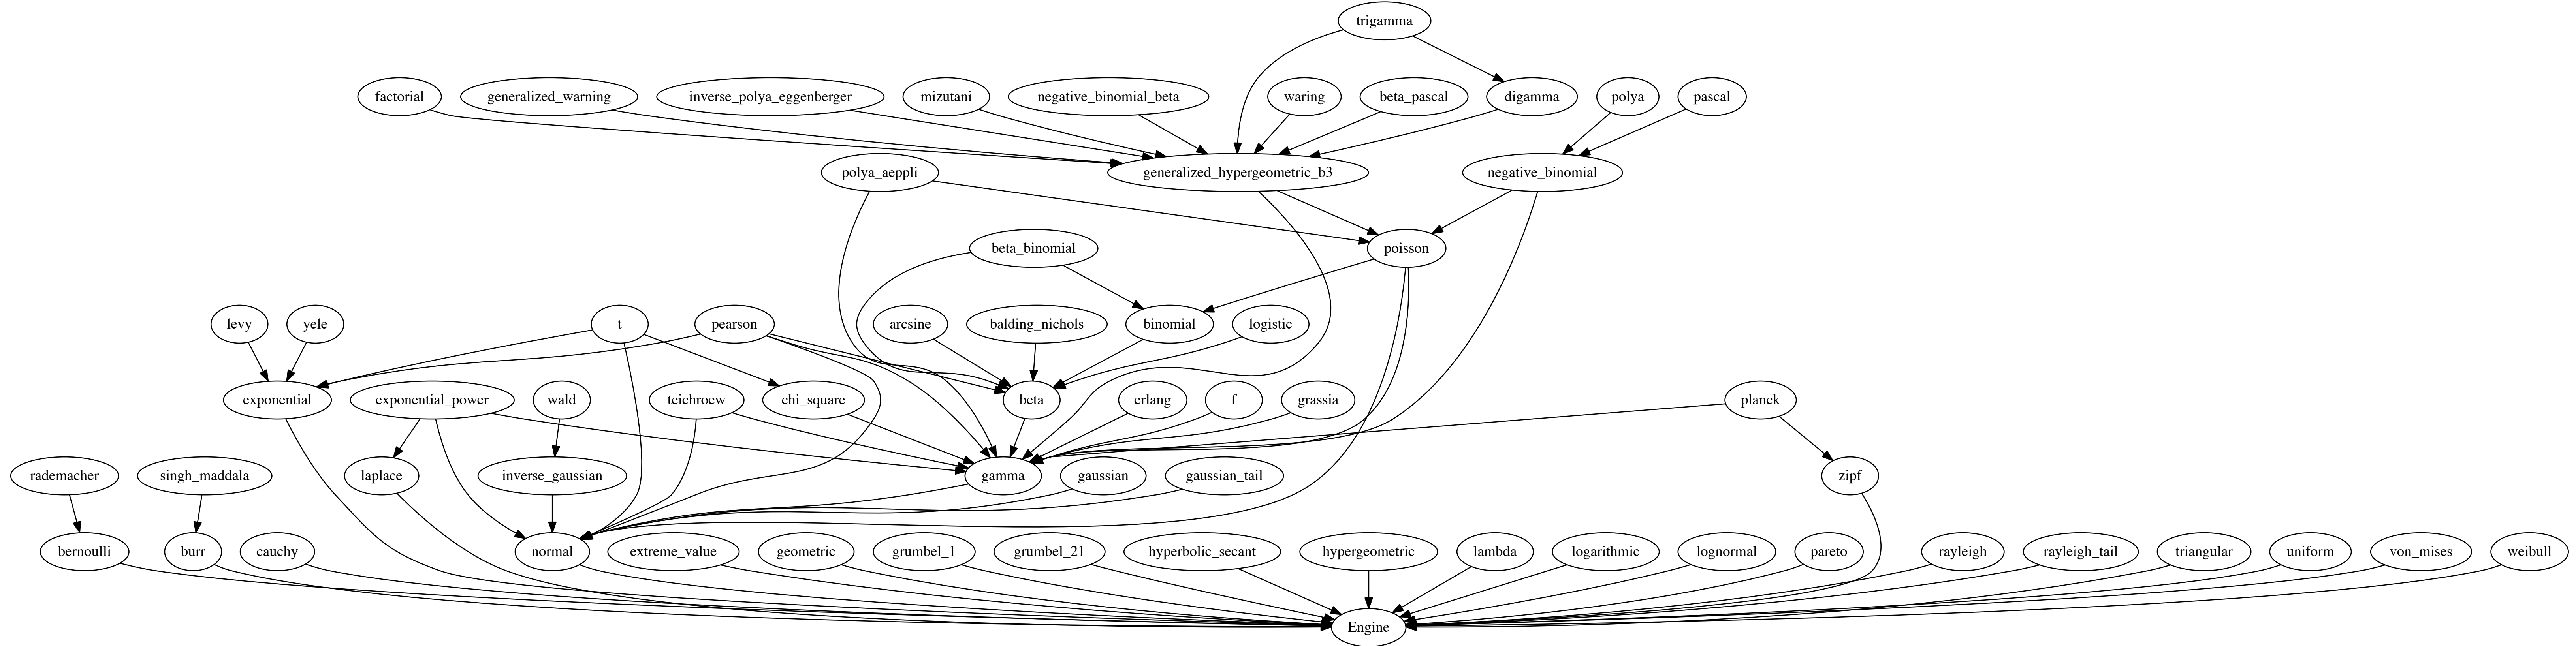 trigamma
factorial
generalized_warning
inverse_polya_eggenberger
mizutani
negative_binomial_beta
waring
beta_pascal
digamma
polya
pascal
polya_aeppli
generalized_hypergeometric_b3
negative_binomial
beta_binomial
poisson
levy
yele
t
pearson
arcsine
balding_nichols
binomial
logistic
exponential
exponential_power
wald
teichroew
chi_square
beta
erlang
f
grassia
planck
rademacher
singh_maddala
laplace
inverse_gaussian
gamma
gaussian
gaussian_tail
zipf
bernoulli
burr
cauchy
normal
extreme_value
geometric
grumbel_1
grumbel_21
hyperbolic_secant
hypergeometric
lambda
logarithmic
lognormal
pareto
rayleigh
rayleigh_tail
triangular
uniform
von_mises
weibull
Engine